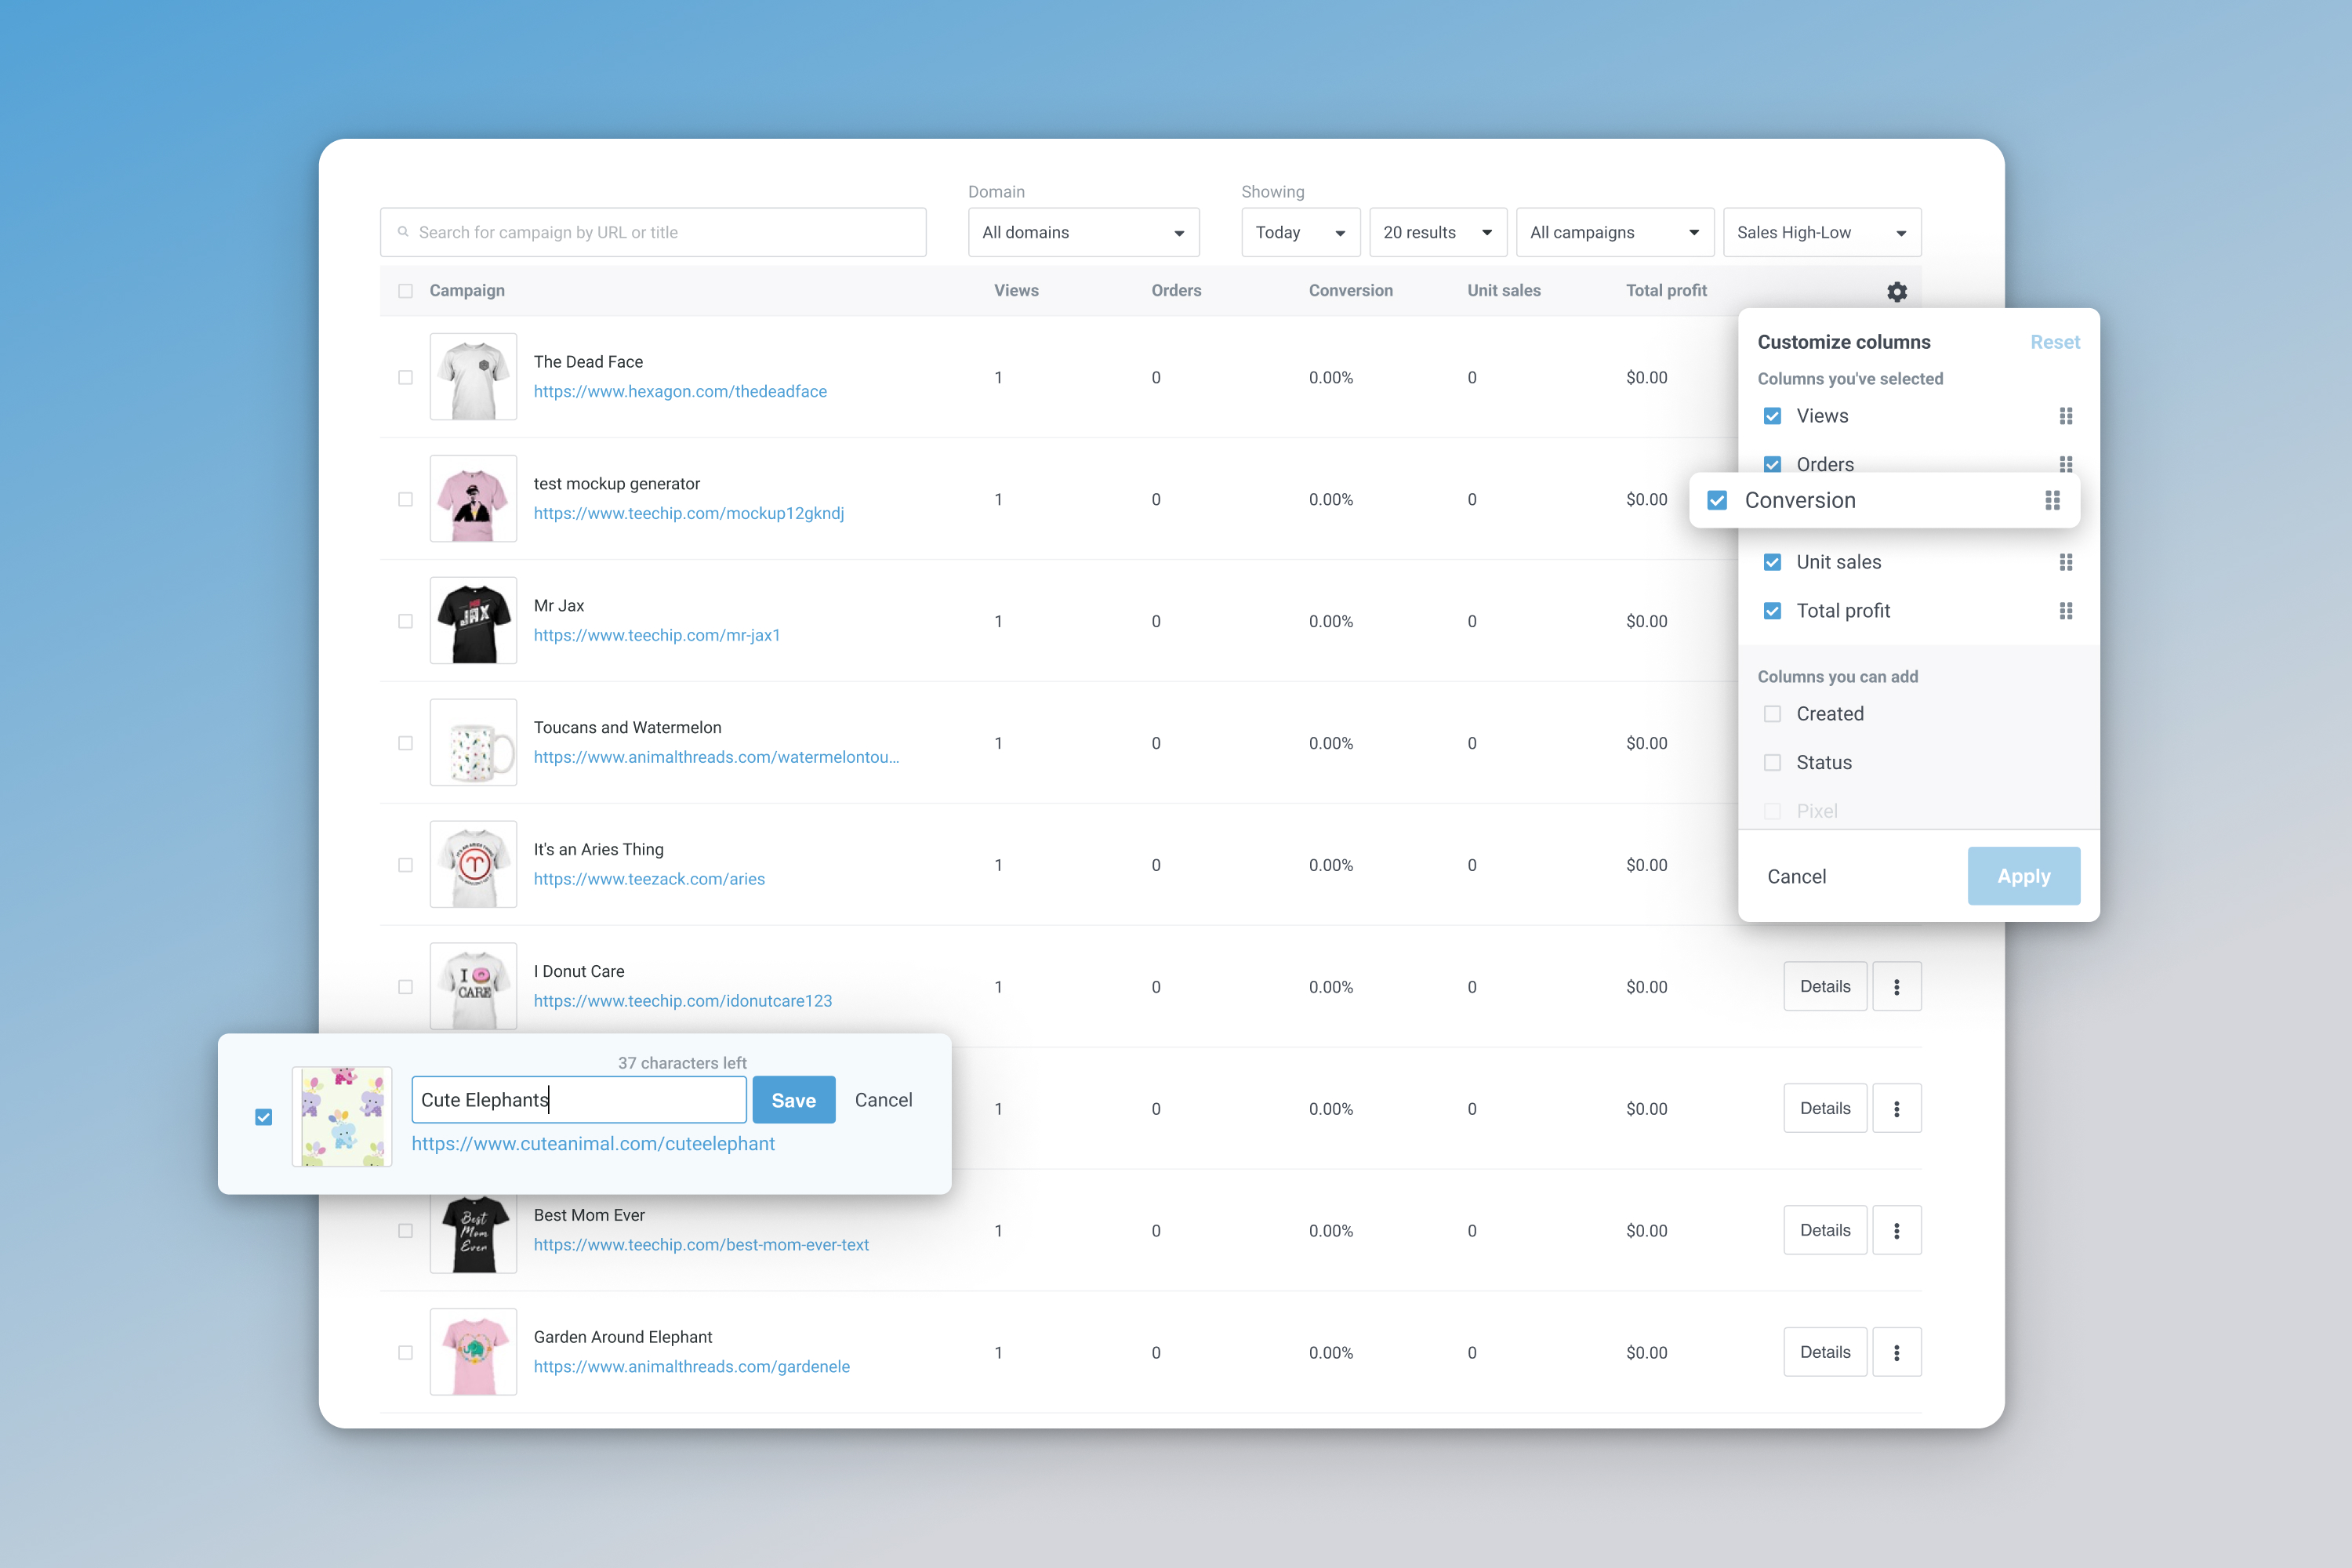 Domain
Showing
Search for campaign by URL or title
All domains
Today
20 results
All campaigns
Sales High-Low
Campaign
Views
Orders
Conversion
Unit sales
Total profit
The Dead Face
https://www.hexagon.com/thedeadface
1
0
0.00%
0
$0.00
test mockup generator
https://www.teechip.com/mockup12gkndj
1
0
0.00%
0
$0.00
MR
JAX
Mr Jax
https://www.teechip.com/mr-jax1
1
0
0.00%
0
$0.00
Toucans and Watermelon
https://www.animalthreads.com/watermelontou...
1
0
0.00%
0
$0.00
IT'S AN ARIES THING
It's an Aries Thing
https://www.teezack.com/aries
1
0
0.00%
0
$0.00
I
CARE
I Donut Care
https://www.teechip.com/idonutcare123
1
0
0.00%
0
$0.00
Details
37 characters left
Cute Elephants
Save
Cancel
https://www.cuteanimal.com/cuteelephant
1
0
0.00%
0
$0.00
Details
Best
Mom
Ever
Best Mom Ever
https://www.teechip.com/best-mom-ever-text
1
0
0.00%
0
$0.00
Details
Garden Around Elephant
https://www.animalthreads.com/gardenele
1
0
0.00%
0
$0.00
Details
Customize columns
Reset
Columns you've selected
Views
Orders
Conversion
Unit sales
Total profit
Columns you can add
Created
Status
Pixel
Cancel
Apply